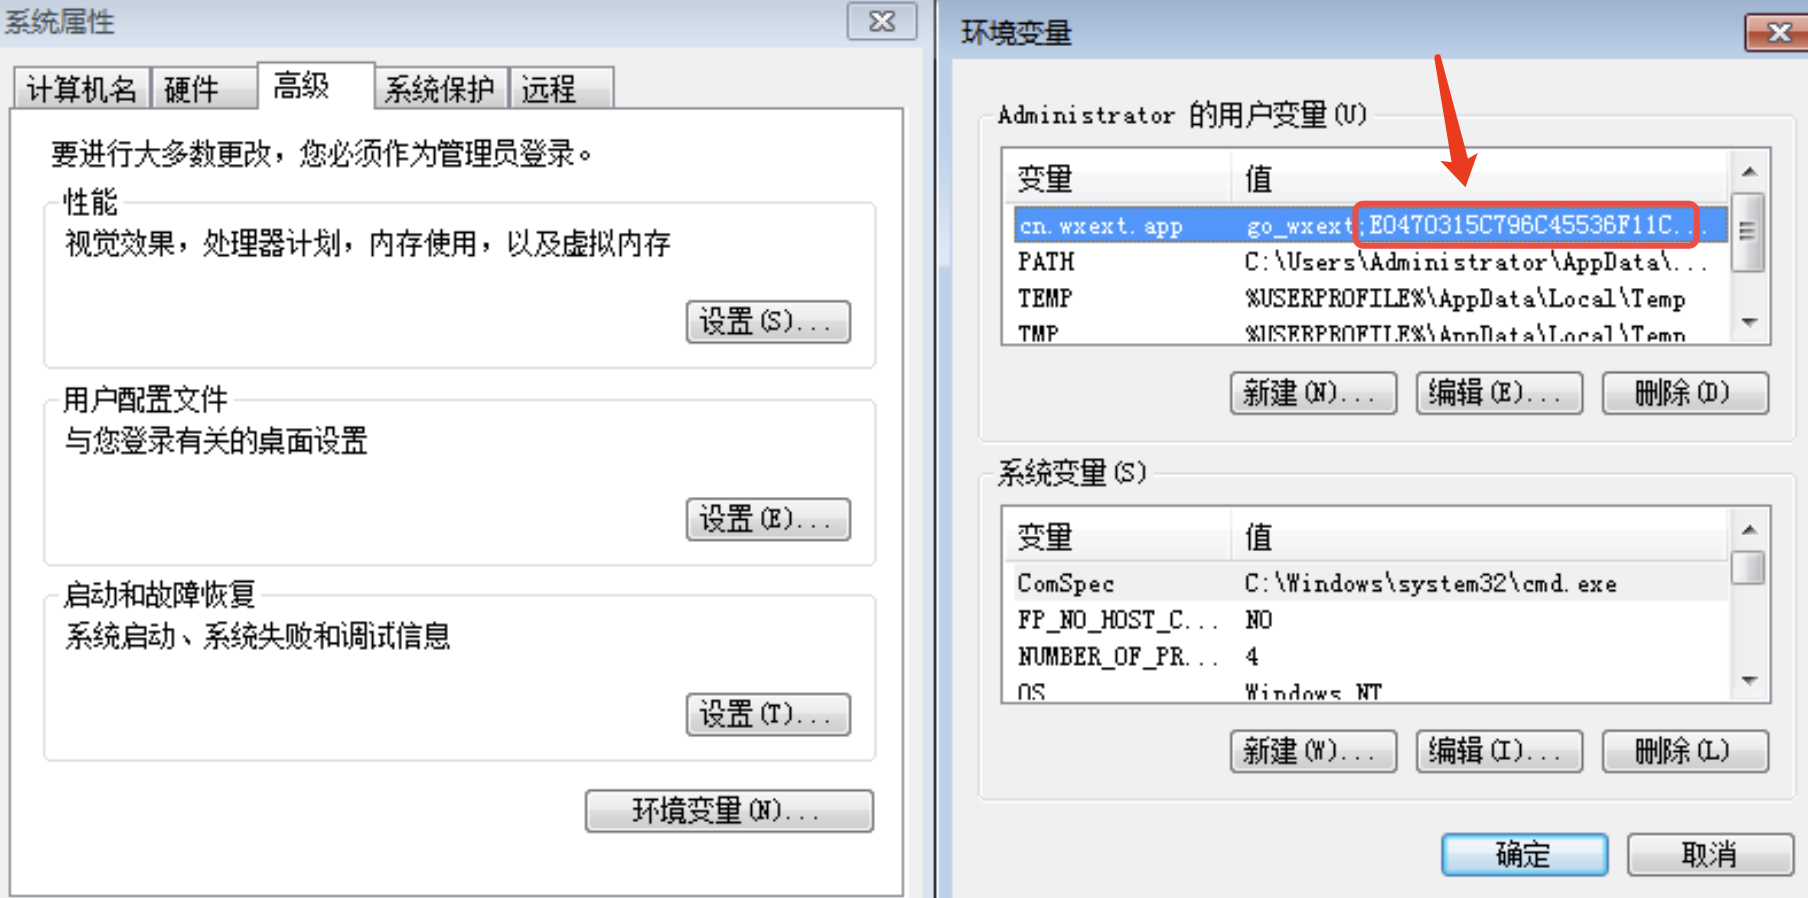 系统属性
计算机名 硬件 高级 系统保护 远程
要进行大多数更改，您必须作为管理员登录。
性能
视觉效果，处理器计划，内存使用，以及虚拟内存
设置(S)...
用户配置文件
与您登录有关的桌面设置
设置(E)...
启动和故障恢复
系统启动、系统失败和调试信息
设置(T)...
环境变量(N)...
环境变量
Administrator 的用户变量(U)
变量 值
cn.wxext.app go_wxext;E0470315C796C45536F11C...
PATH C:\Users\Administrator\AppData\...
TEMP %USERPROFILE%\AppData\Local\Temp
TMP %USERPROFILE%\AppData\Local\Temp
新建(N)... 编辑(E)... 删除(D)
系统变量(S)
变量 值
ComSpec C:\Windows\system32\cmd.exe
FP_NO_HOST_C... NO
NUMBER_OF_PR... 4
OS Windows_NT
新建(W)... 编辑(I)... 删除(L)
确定 取消